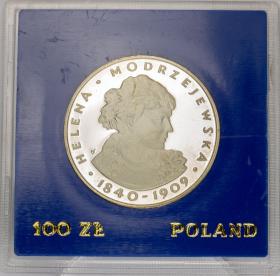 HELENA · MODRZEJEWSKA ·
1840-1909
100 ZŁ POLAND